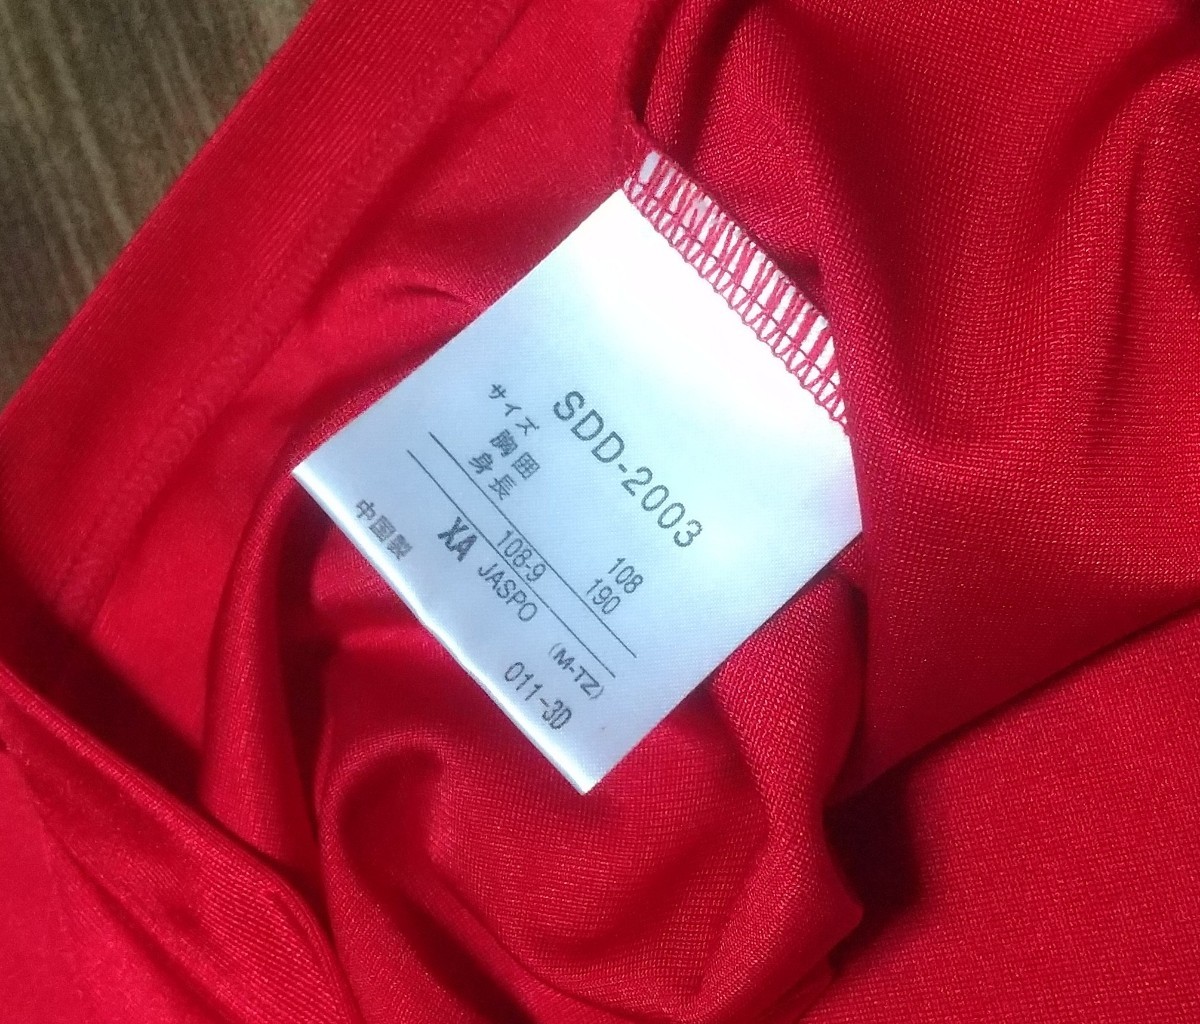 SDD-2003
サイズ
胸囲 108
身長 190
108-9
XA JASPO (M-TZ)
中国製 011-3D